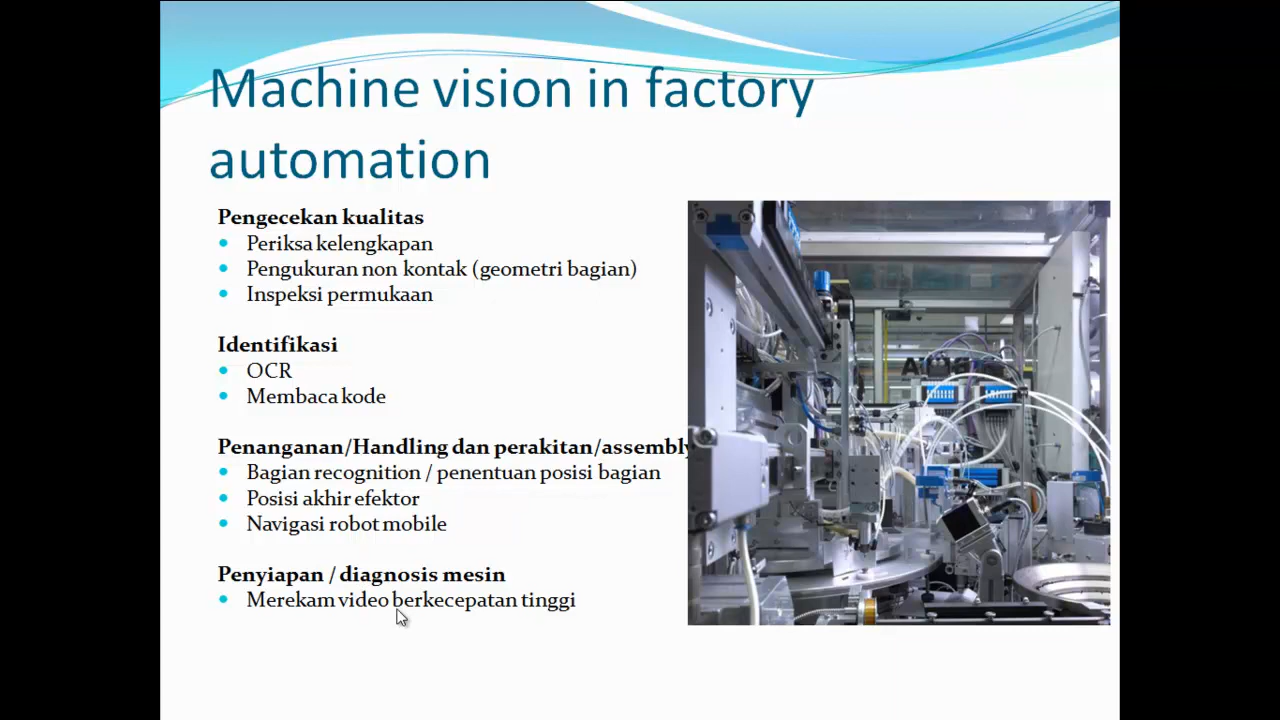 Machine vision in factory
automation
Pengecekan kualitas
Periksa kelengkapan
Pengukuran non kontak (geometri bagian)
Inspeksi permukaan
Identifikasi
OCR
Membaca kode
Penanganan/Handling dan perakitan/assembly
Bagian recognition / penentuan posisi bagian
Posisi akhir efektor
Navigasi robot mobile
Penyiapan / diagnosis mesin
Merekam video berkecepatan tinggi